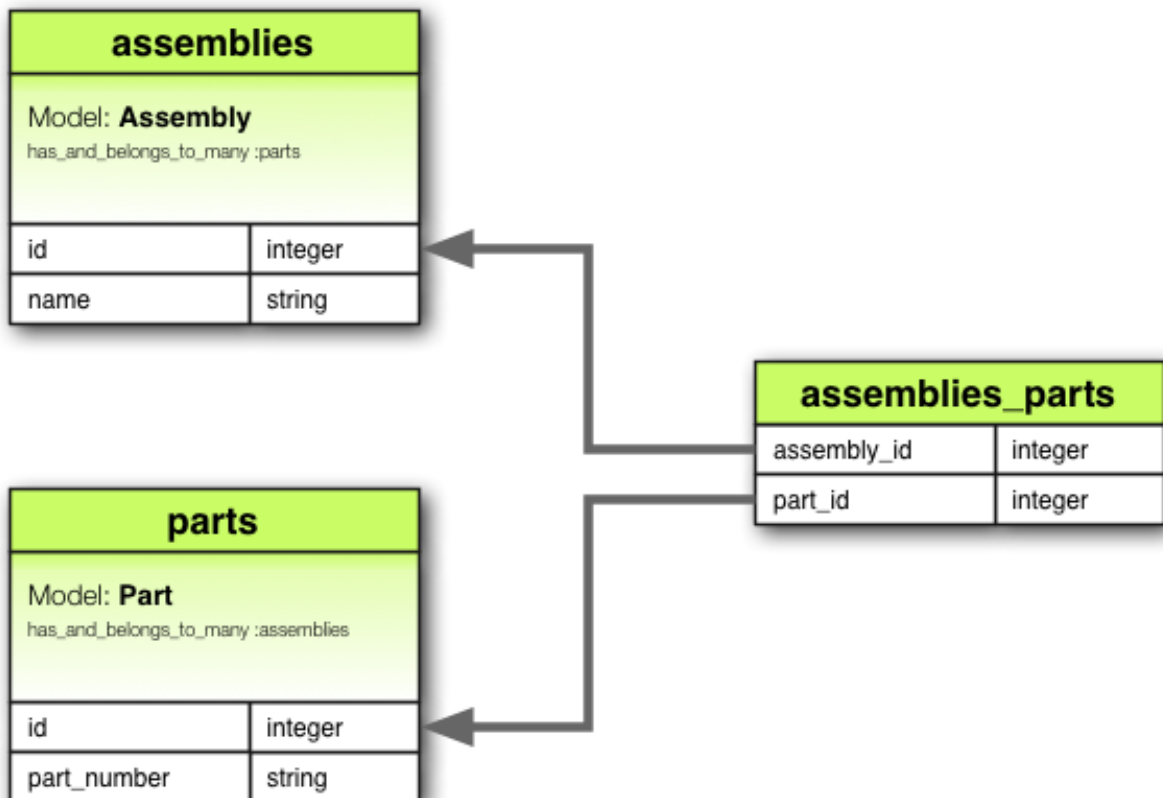 assemblies
Model: Assembly
has_and_belongs_to_many :parts
id integer
name string
assemblies_parts
assembly_id integer
part_id integer
parts
Model: Part
has_and_belongs_to_many :assemblies
id integer
part_number string